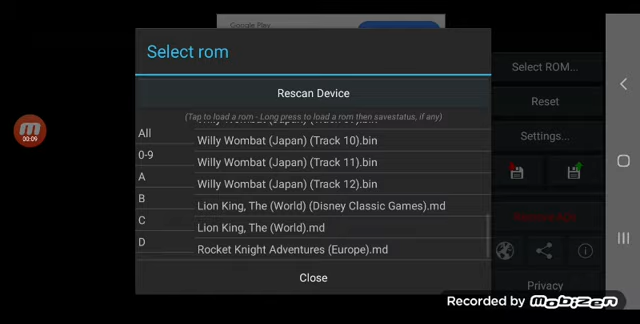 Google Play
Select rom
Rescan Device
(Tap to load a rom - Long press to load a rom then savestatus, if any)
All
0-9
A
B
C
D
Willy Wombat (Japan) (Track 10).bin
Willy Wombat (Japan) (Track 11).bin
Willy Wombat (Japan) (Track 12).bin
Lion King, The (World) (Disney Classic Games).md
Lion King, The (World).md
Rocket Knight Adventures (Europe).md
Close
Select ROM...
Reset
Settings...
Privacy
00:09
Recorded by Mobizen